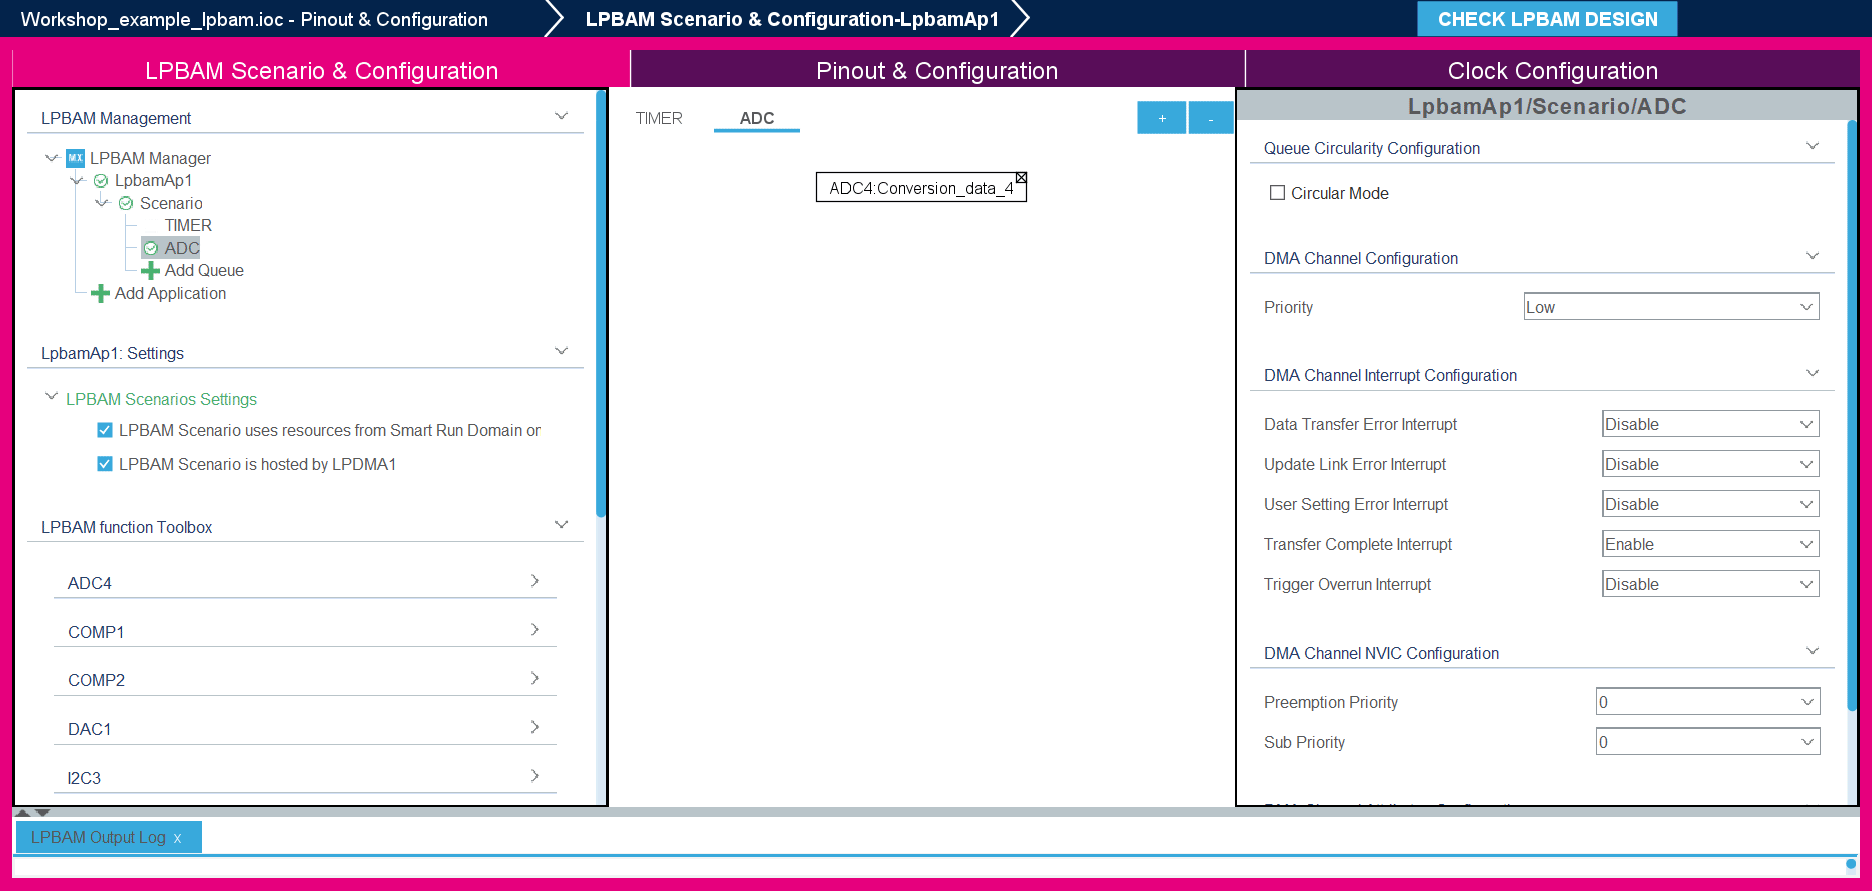 Workshop_example_lpbam.ioc - Pinout & Configuration
LPBAM Scenario & Configuration-LpbamAp1
CHECK LPBAM DESIGN
LPBAM Scenario & Configuration
Pinout & Configuration
Clock Configuration
LPBAM Management
MX LPBAM Manager
LpbamAp1
Scenario
TIMER
ADC
Add Queue
Add Application
LpbamAp1: Settings
LPBAM Scenarios Settings
LPBAM Scenario uses resources from Smart Run Domain or
LPBAM Scenario is hosted by LPDMA1
LPBAM function Toolbox
ADC4
COMP1
COMP2
DAC1
I2C3
TIMER
ADC
+
-
ADC4:Conversion_data_4
LpbamAp1/Scenario/ADC
Queue Circularity Configuration
Circular Mode
DMA Channel Configuration
Priority
Low
DMA Channel Interrupt Configuration
Data Transfer Error Interrupt
Disable
Update Link Error Interrupt
Disable
User Setting Error Interrupt
Disable
Transfer Complete Interrupt
Enable
Trigger Overrun Interrupt
Disable
DMA Channel NVIC Configuration
Preemption Priority
0
Sub Priority
0
LPBAM Output Log x